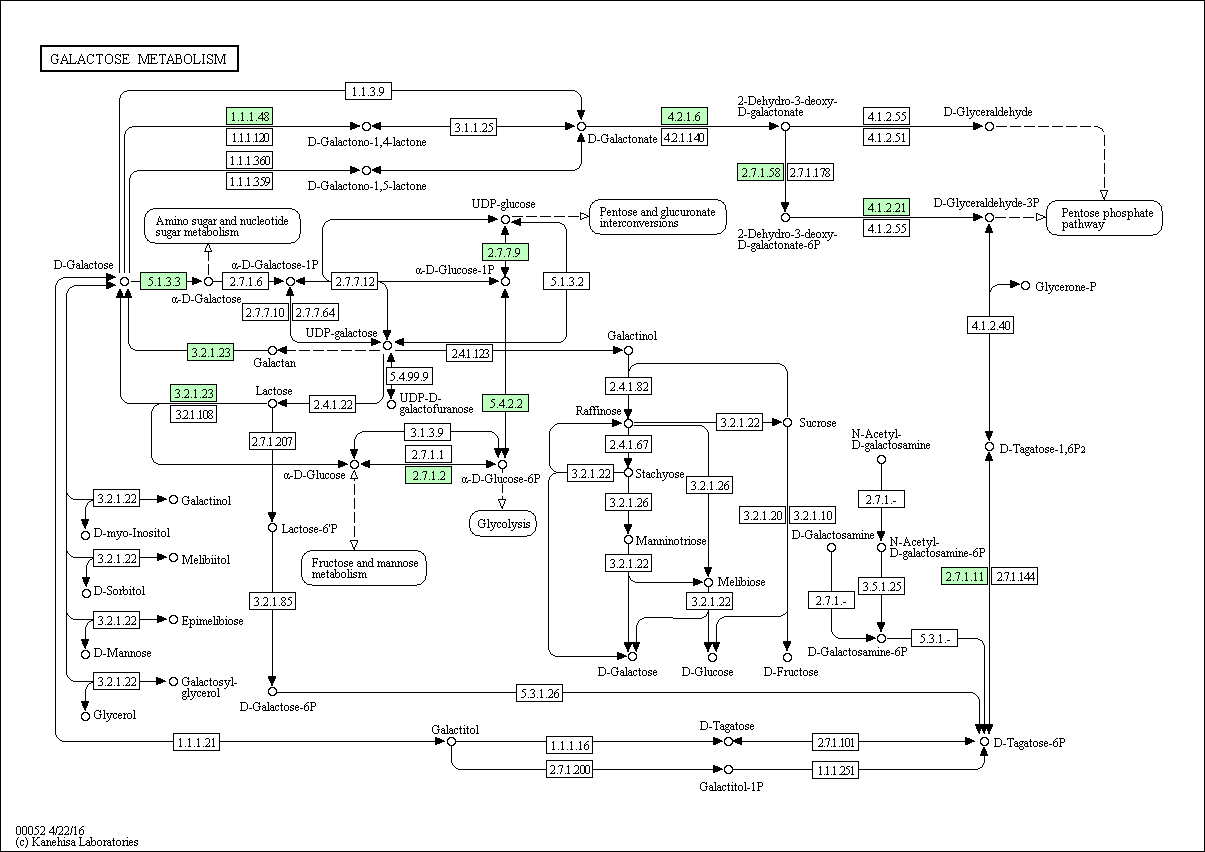 GALACTOSE METABOLISM
1.1.3.9
1.1.1.48
1.1.1.120
D-Galactono-1,4-lactone
3.1.1.25
D-Galactonate
4.2.1.6
4.2.1.140
2-Dehydro-3-deoxy-
D-galactonate
4.1.2.55
4.1.2.51
D-Glyceraldehyde
1.1.1.360
1.1.1.359
D-Galactono-1,5-lactone
2.7.1.58
2.7.1.178
Amino sugar and nucleotide
sugar metabolism
UDP-glucose
Pentose and glucuronate
interconversions
2-Dehydro-3-deoxy-
D-galactonate-6P
4.1.2.21
4.1.2.55
D-Glyceraldehyde-3P
Pentose phosphate
pathway
D-Galactose
5.1.3.3
α-D-Galactose
2.7.1.6
α-D-Galactose-1P
2.7.7.12
α-D-Glucose-1P
2.7.7.9
5.1.3.2
2.7.7.10
2.7.7.64
UDP-galactose
Glycerone-P
4.1.2.40
3.2.1.23
Galactan
2.4.1.123
Galactinol
5.4.99.9
UDP-D-
galactofuranose
3.2.1.23
3.2.1.108
Lactose
2.4.1.22
5.4.2.2
2.4.1.82
Raffinose
3.2.1.22
Sucrose
2.7.1.207
3.1.3.9
2.7.1.1
2.7.1.2
α-D-Glucose
α-D-Glucose-6P
2.4.1.67
3.2.1.22
Stachyose
3.2.1.26
3.2.1.26
N-Acetyl-
D-galactosamine
D-Tagatose-1,6P2
3.2.1.22
Galactinol
D-myo-Inositol
Lactose-6'P
Glycolysis
3.2.1.20
3.2.1.10
2.7.1.-
D-Galactosamine
N-Acetyl-
D-galactosamine-6P
Manninotriose
3.2.1.22
Melibiitol
D-Sorbitol
Fructose and mannose
metabolism
3.2.1.22
Melibiose
3.2.1.22
2.7.1.-
3.5.1.25
2.7.1.11
2.7.1.144
3.2.1.85
3.2.1.22
Epimelibiose
D-Mannose
5.3.1.-
D-Galactosamine-6P
D-Galactose
D-Glucose
D-Fructose
3.2.1.22
Galactosyl-
glycerol
Glycerol
D-Galactose-6P
5.3.1.26
1.1.1.21
Galactitol
1.1.1.16
D-Tagatose
2.7.1.101
D-Tagatose-6P
2.7.1.200
Galactitol-1P
1.1.1.251
00052 4/22/16
(c) Kanehisa Laboratories